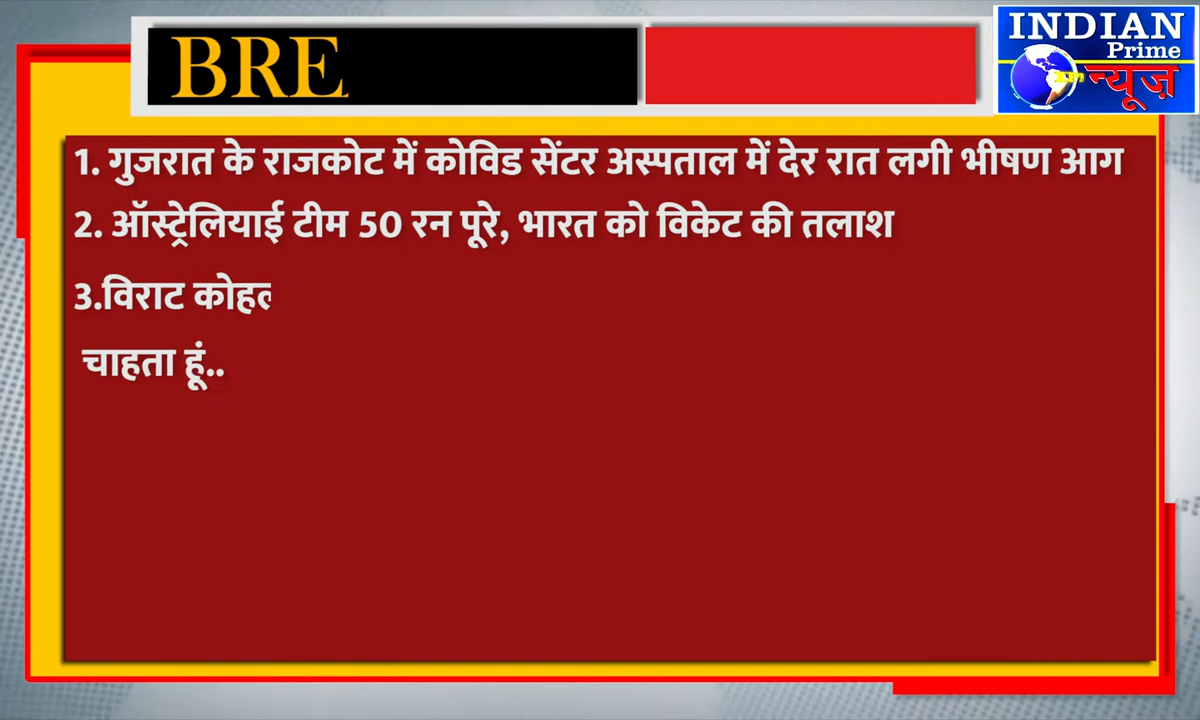 BRE
INDIAN
Prime
न्यूज़
1. गुजरात के राजकोट में कोविड सेंटर अस्पताल में देर रात लगी भीषण आग
2. ऑस्ट्रेलियाई टीम 50 रन पूरे, भारत को विकेट की तलाश
3.विराट
चाहता हूं..